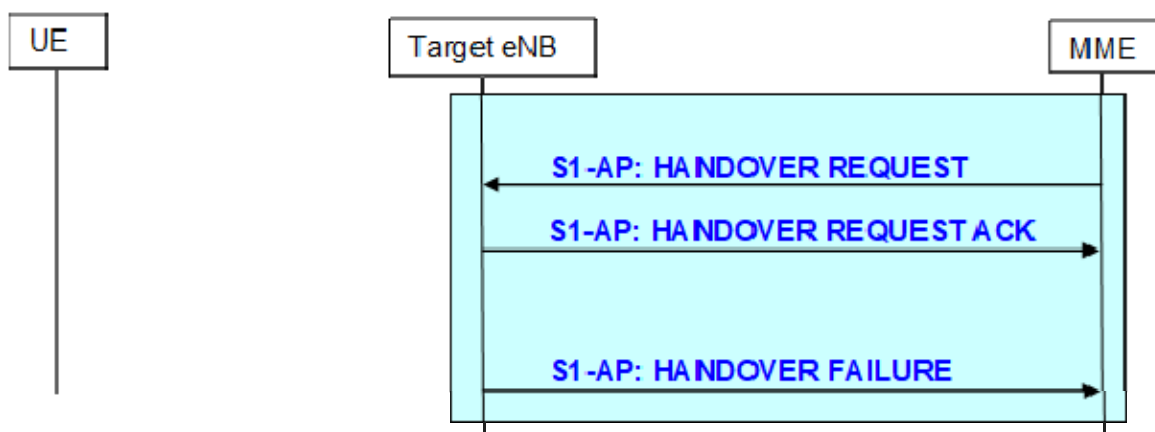 UE
Target eNB
MME
S1-AP: HANDOVER REQUEST
S1-AP: HANDOVER REQUEST ACK
S1-AP: HANDOVER FAILURE